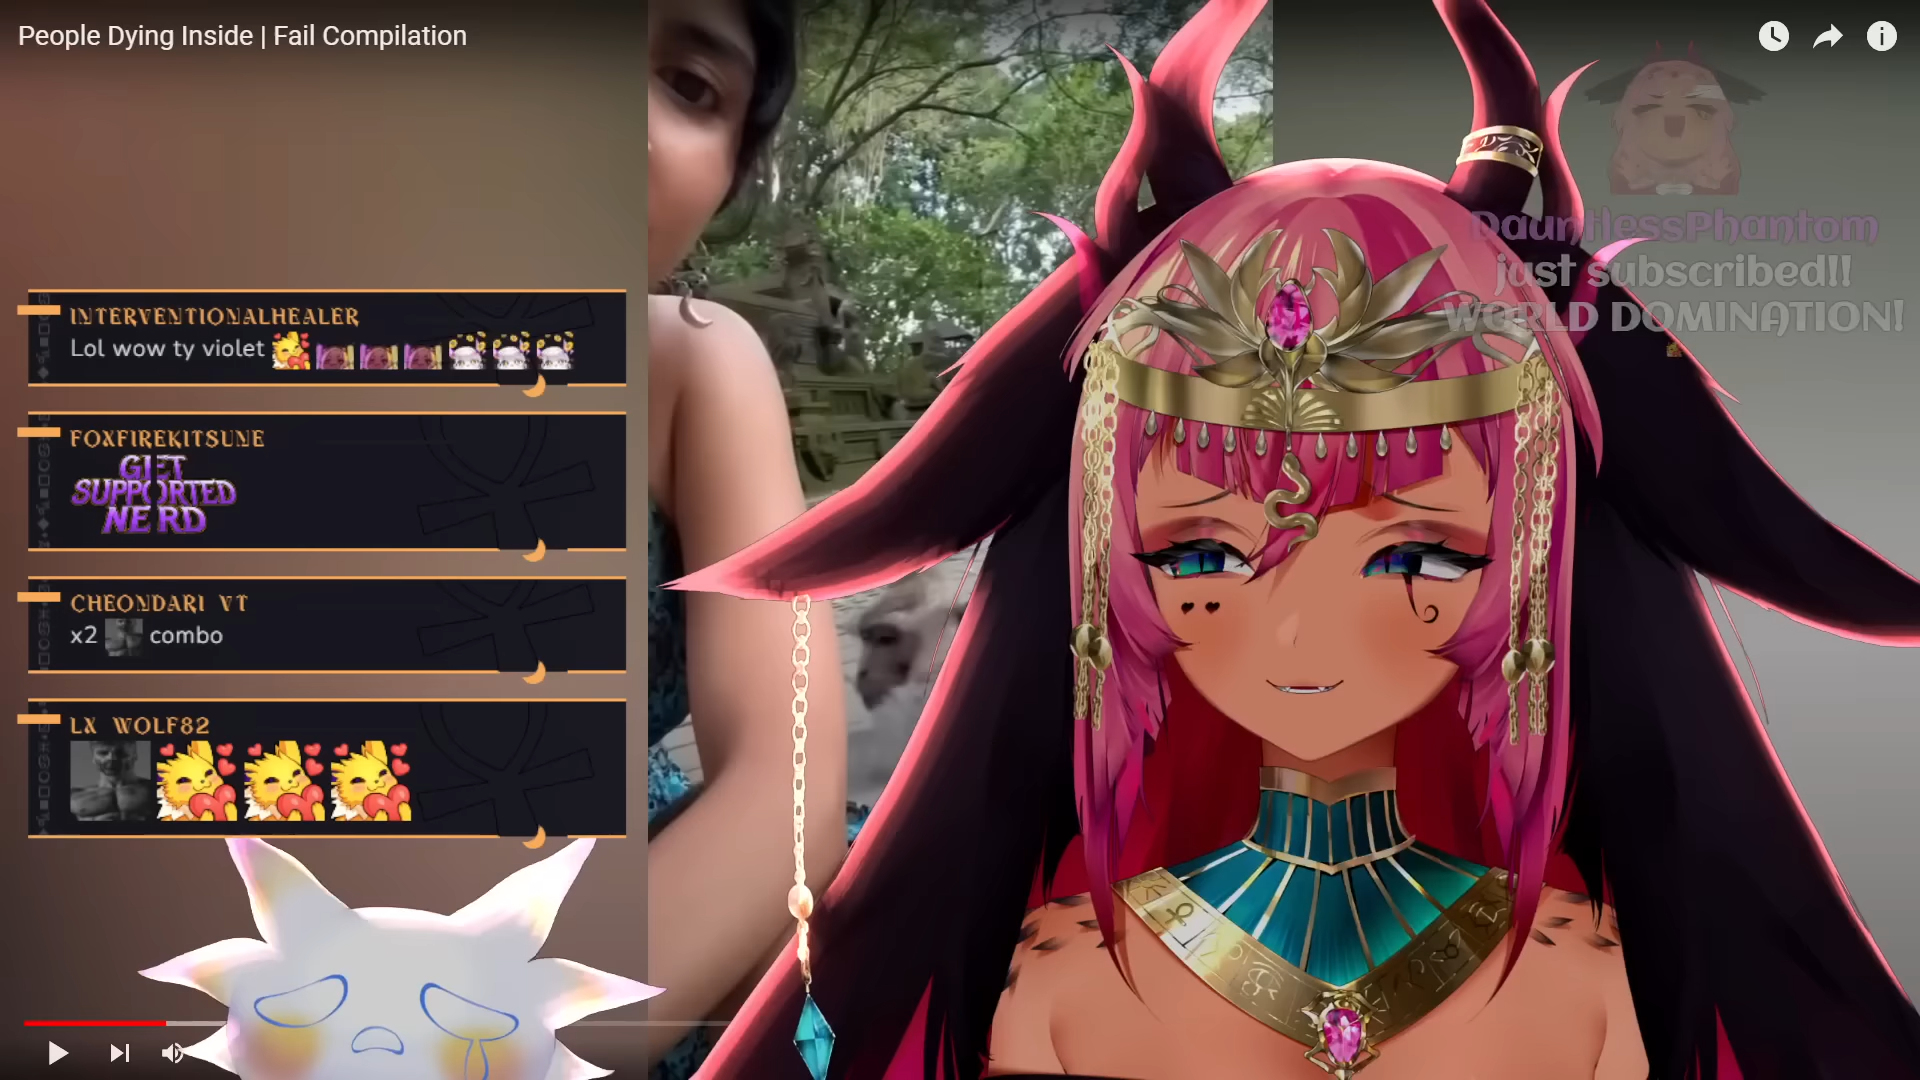 People Dying Inside | Fail Compilation
DauntlessPhantom
just subscribed!!
WORLD DOMINATION!
INTERVENTIONALHEALER
Lol wow ty violet
FOXFIREKITSUNE
GET
SUPPORTED
NERD
CHEONDARI VT
x2 combo
LX WOLF82